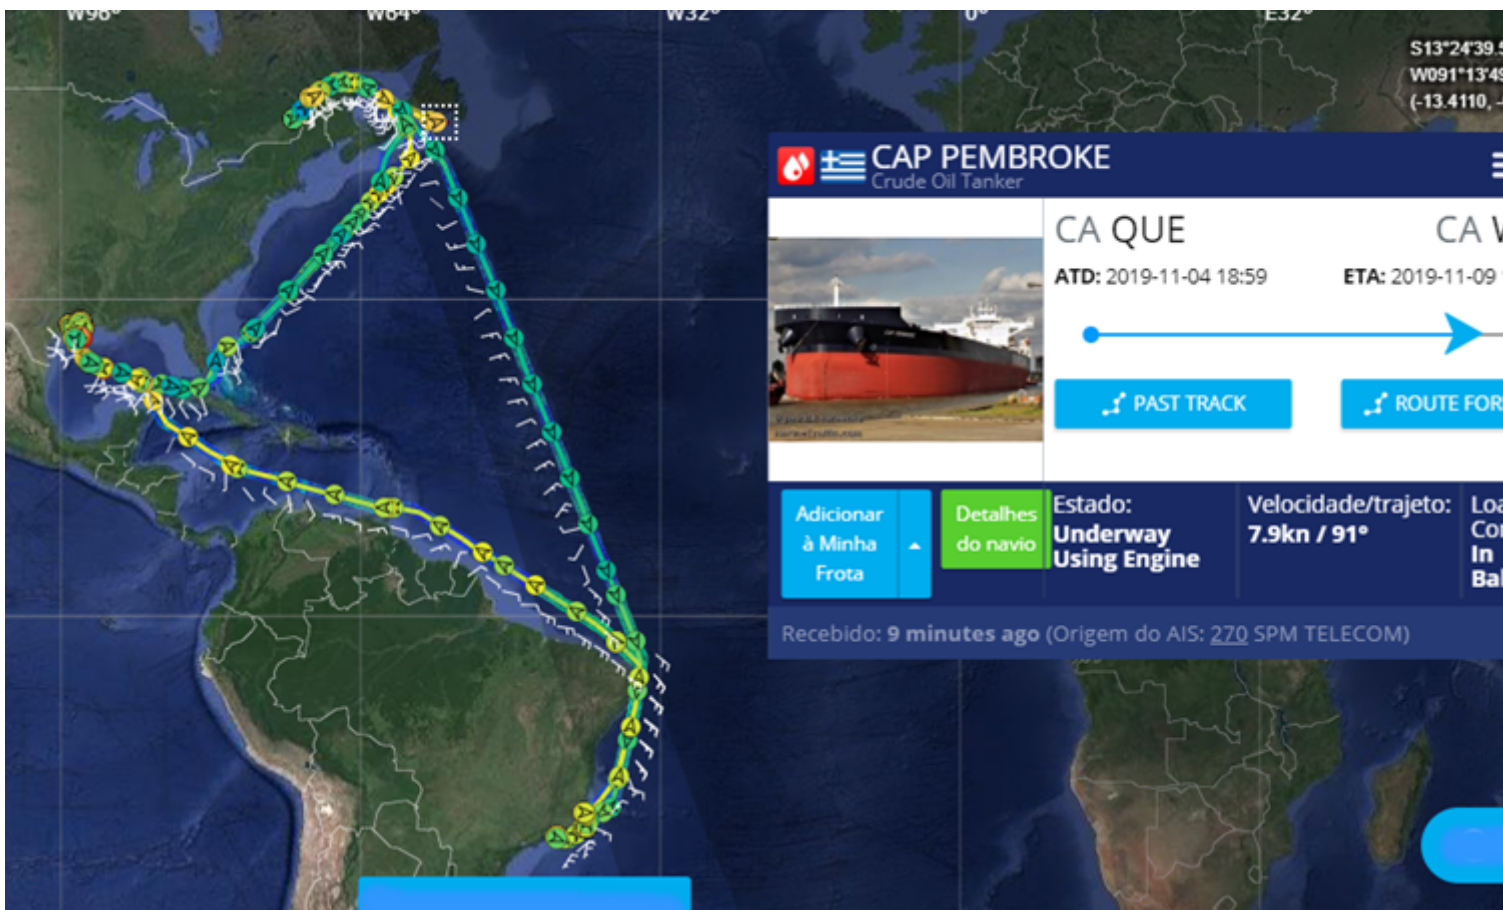 W96° W64° W32° 0° E32°
S13°24'39.5
W091°13'49
(-13.4110, -
CAP PEMBROKE
Crude Oil Tanker
CA QUE CA W
ATD: 2019-11-04 18:59 ETA: 2019-11-09
PAST TRACK ROUTE FOR
Adicionar
à Minha
Frota
Detalhes
do navio
Estado:
Underway
Using Engine
Velocidade/trajeto:
7.9kn / 91°
Loa
Con
In
Bal
Recebido: 9 minutes ago (Origem do AIS: 270 SPM TELECOM)